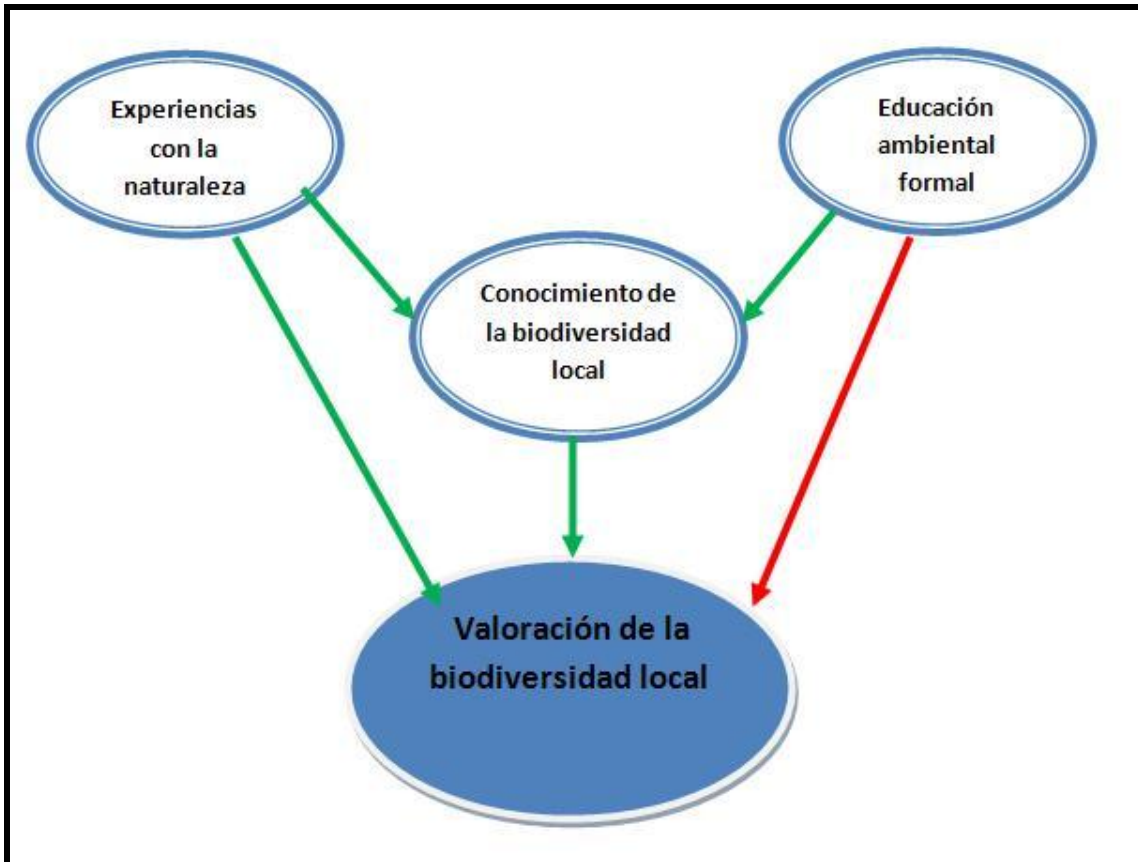 Experiencias
con la
naturaleza
Educación
ambiental
formal
Conocimiento de
la biodiversidad
local
Valoración de la
biodiversidad local